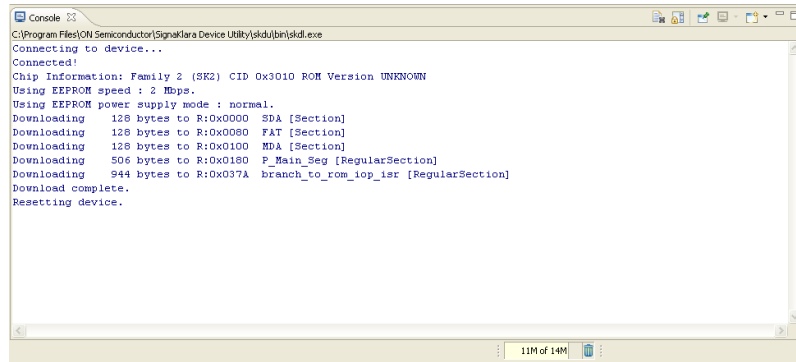 Console
C:\Program Files\ON Semiconductor\SignaKlara Device Utility\skdu\bin\skdl.exe
Connecting to device...
Connected!
Chip Information: Family 2 (SK2) CID 0x3010 ROM Version UNKNOWN
Using EEPROM speed : 2 Mbps.
Using EEPROM power supply mode : normal.
Downloading    128 bytes to R:0x0000  SDA [Section]
Downloading    128 bytes to R:0x0080  FAT [Section]
Downloading    128 bytes to R:0x0100  MDA [Section]
Downloading    506 bytes to R:0x0180  P_Main_Seg [RegularSection]
Downloading    944 bytes to R:0x037A  branch_to_rom_iop_isr [RegularSection]
Download complete.
Resetting device.
11M of 14M